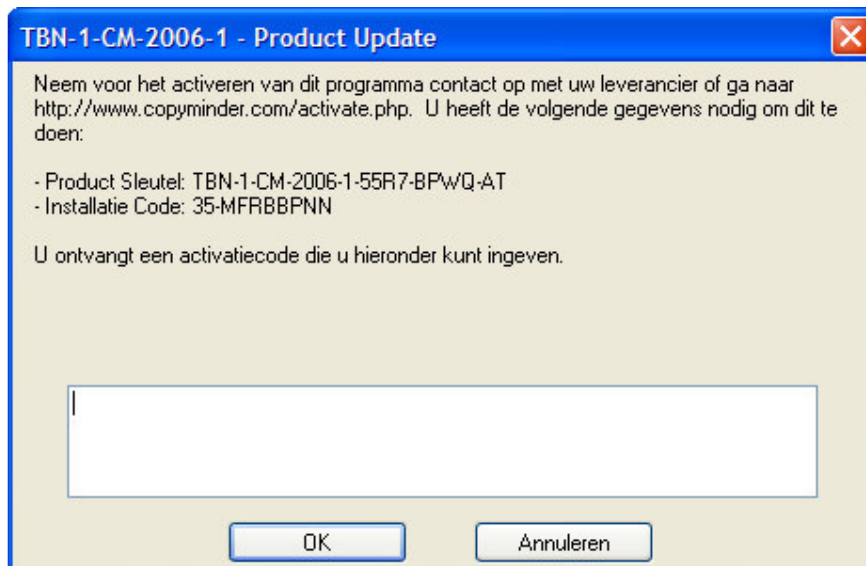 TBN-1-CM-2006-1 - Product Update
Neem voor het activeren van dit programma contact op met uw leverancier of ga naar
http://www.copyminder.com/activate.php. U heeft de volgende gegevens nodig om dit te
doen:
- Product Sleutel: TBN-1-CM-2006-1-55R7-BPWQ-AT
- Installatie Code: 35-MFRBBPNN
U ontvangt een activatiecode die u hieronder kunt ingeven.
OK
Annuleren